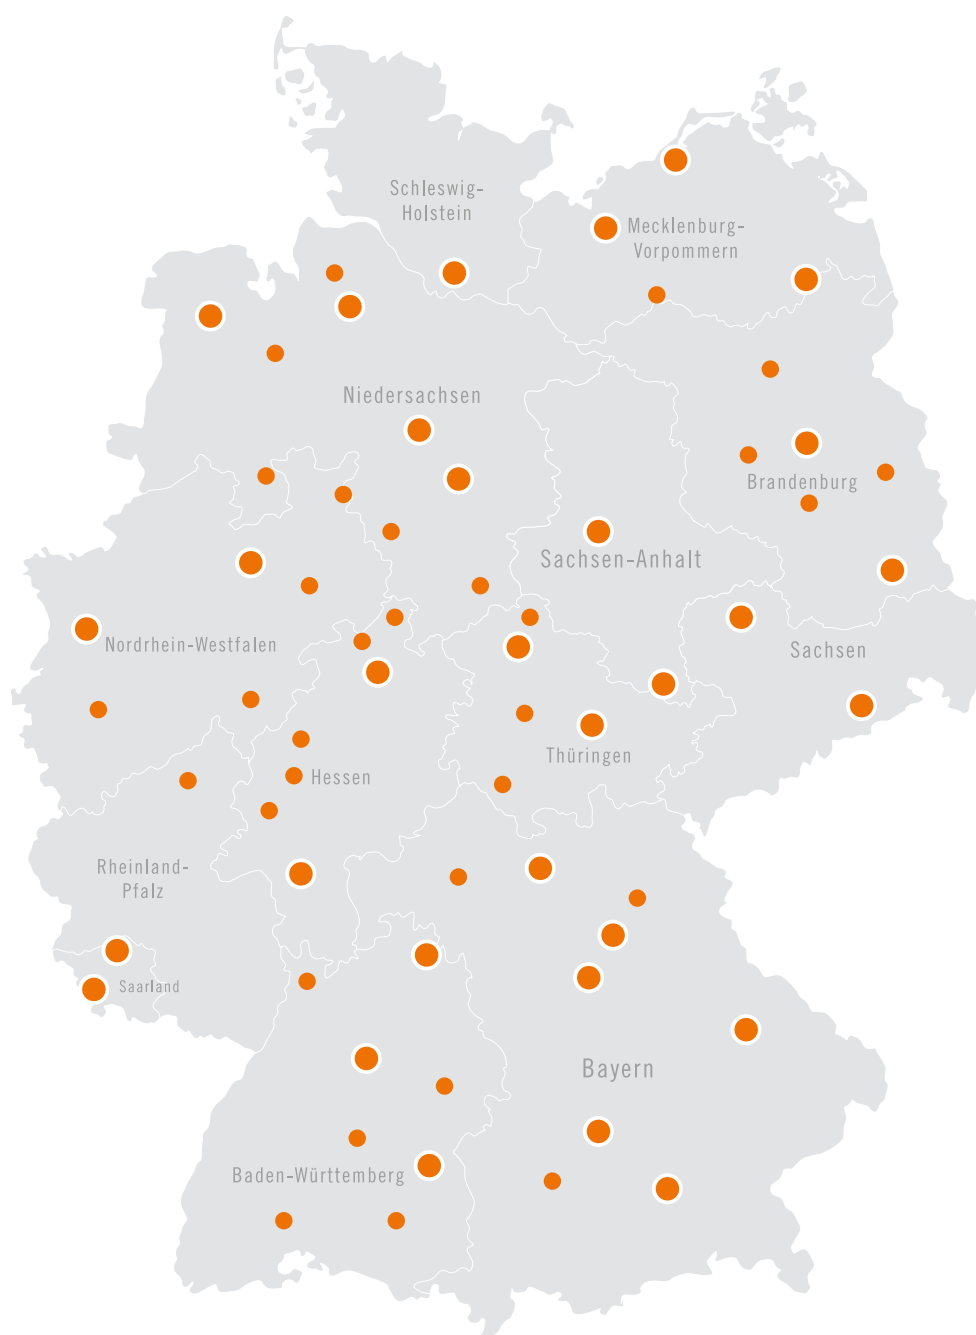 Schleswig-
Holstein
Mecklenburg-
Vorpommern
Niedersachsen
Brandenburg
Sachsen-Anhalt
Nordrhein-Westfalen
Sachsen
Thüringen
Hessen
Rheinland-
Pfalz
Saarland
Bayern
Baden-Württemberg